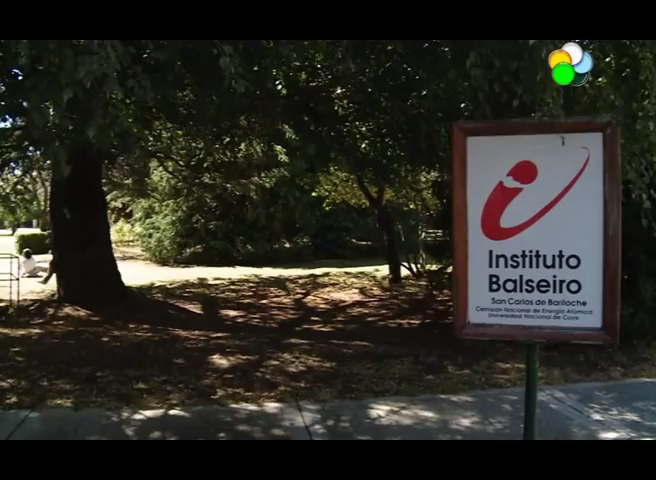 Instituto
Balseiro
San Carlos de Bariloche
Comisión Nacional de Energía Atómica
Universidad Nacional de Cuyo